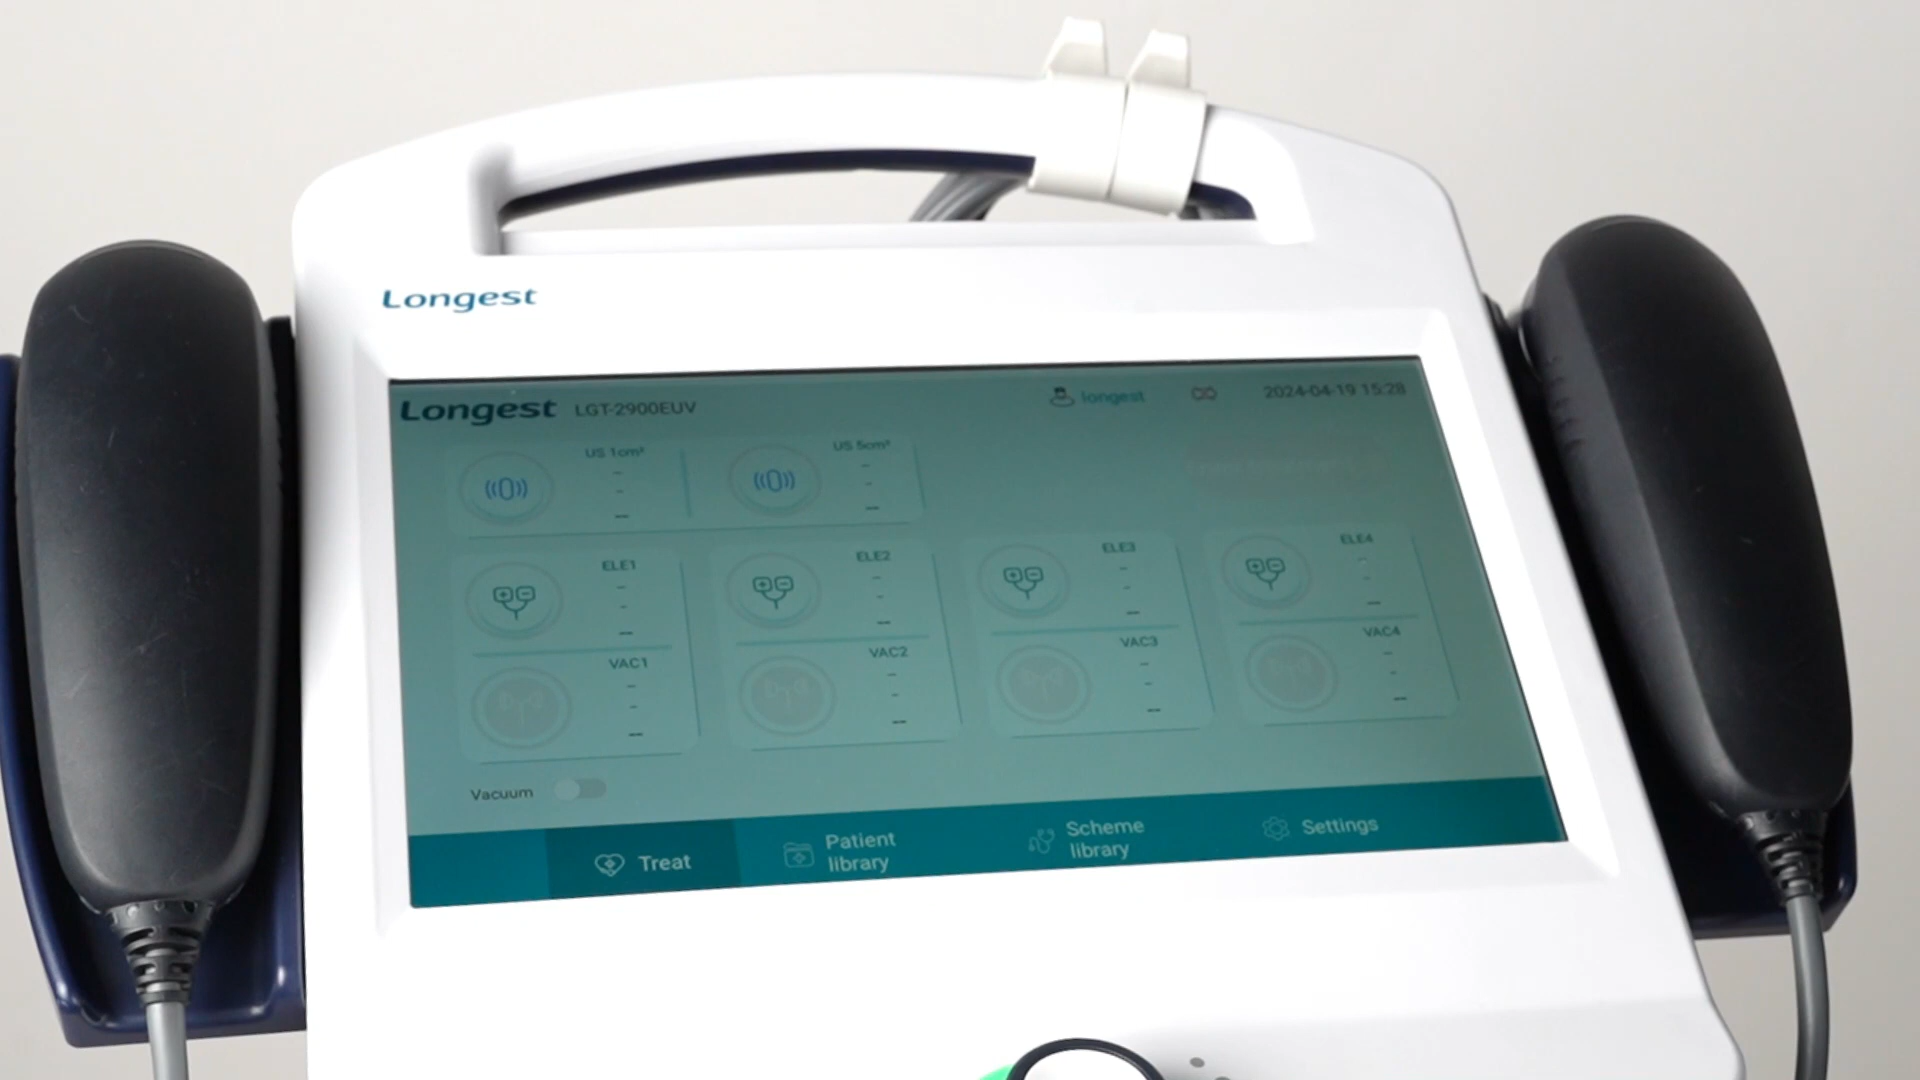 Longest
Longest LGT-2900EUV longest 2024-04-19 15:28
US 1cm² US 5cm²
ELE1 ELE2 ELE3 ELE4
VAC1 VAC2 VAC3 VAC4
Vacuum
Treat
Patient
library
Scheme
library
Settings